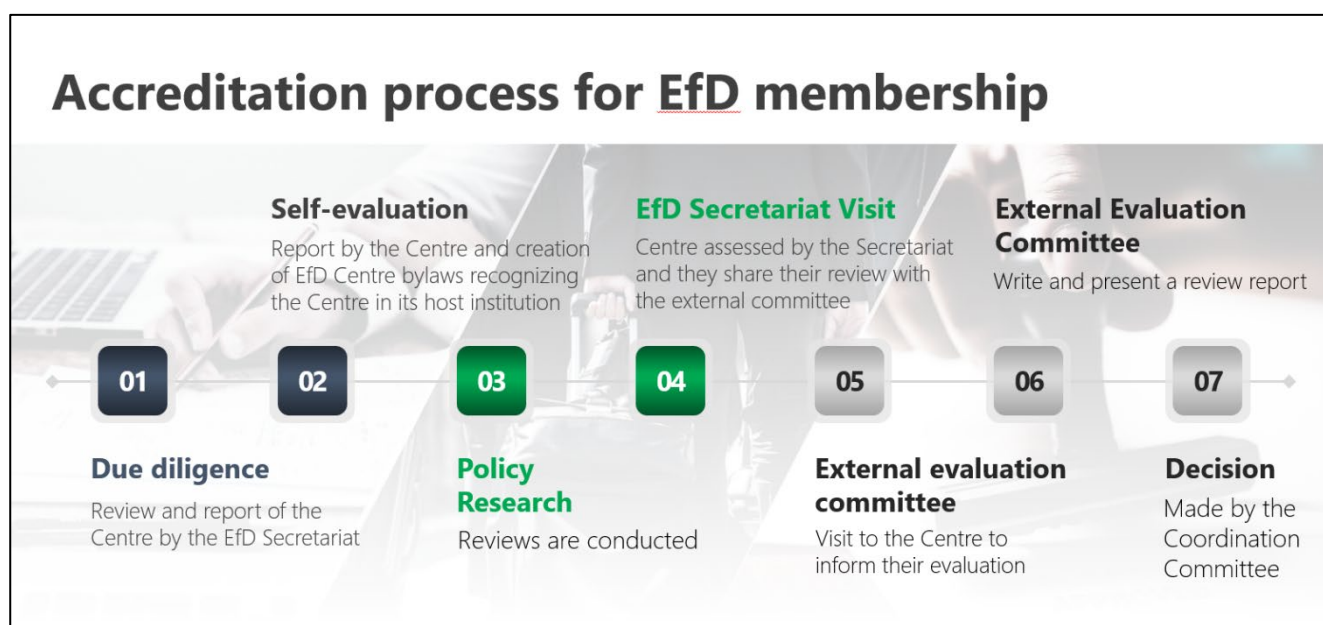 Accreditation process for EfD membership
Self-evaluation
Report by the Centre and creation
of EfD Centre bylaws recognizing
the Centre in its host institution
EfD Secretariat Visit
Centre assessed by the Secretariat
and they share their review with
the external committee
External Evaluation
Committee
Write and present a review report
01
02
03
04
05
06
07
Due diligence
Review and report of the
Centre by the EfD Secretariat
Policy
Research
Reviews are conducted
External evaluation
committee
Visit to the Centre to
inform their evaluation
Decision
Made by the
Coordination
Committee